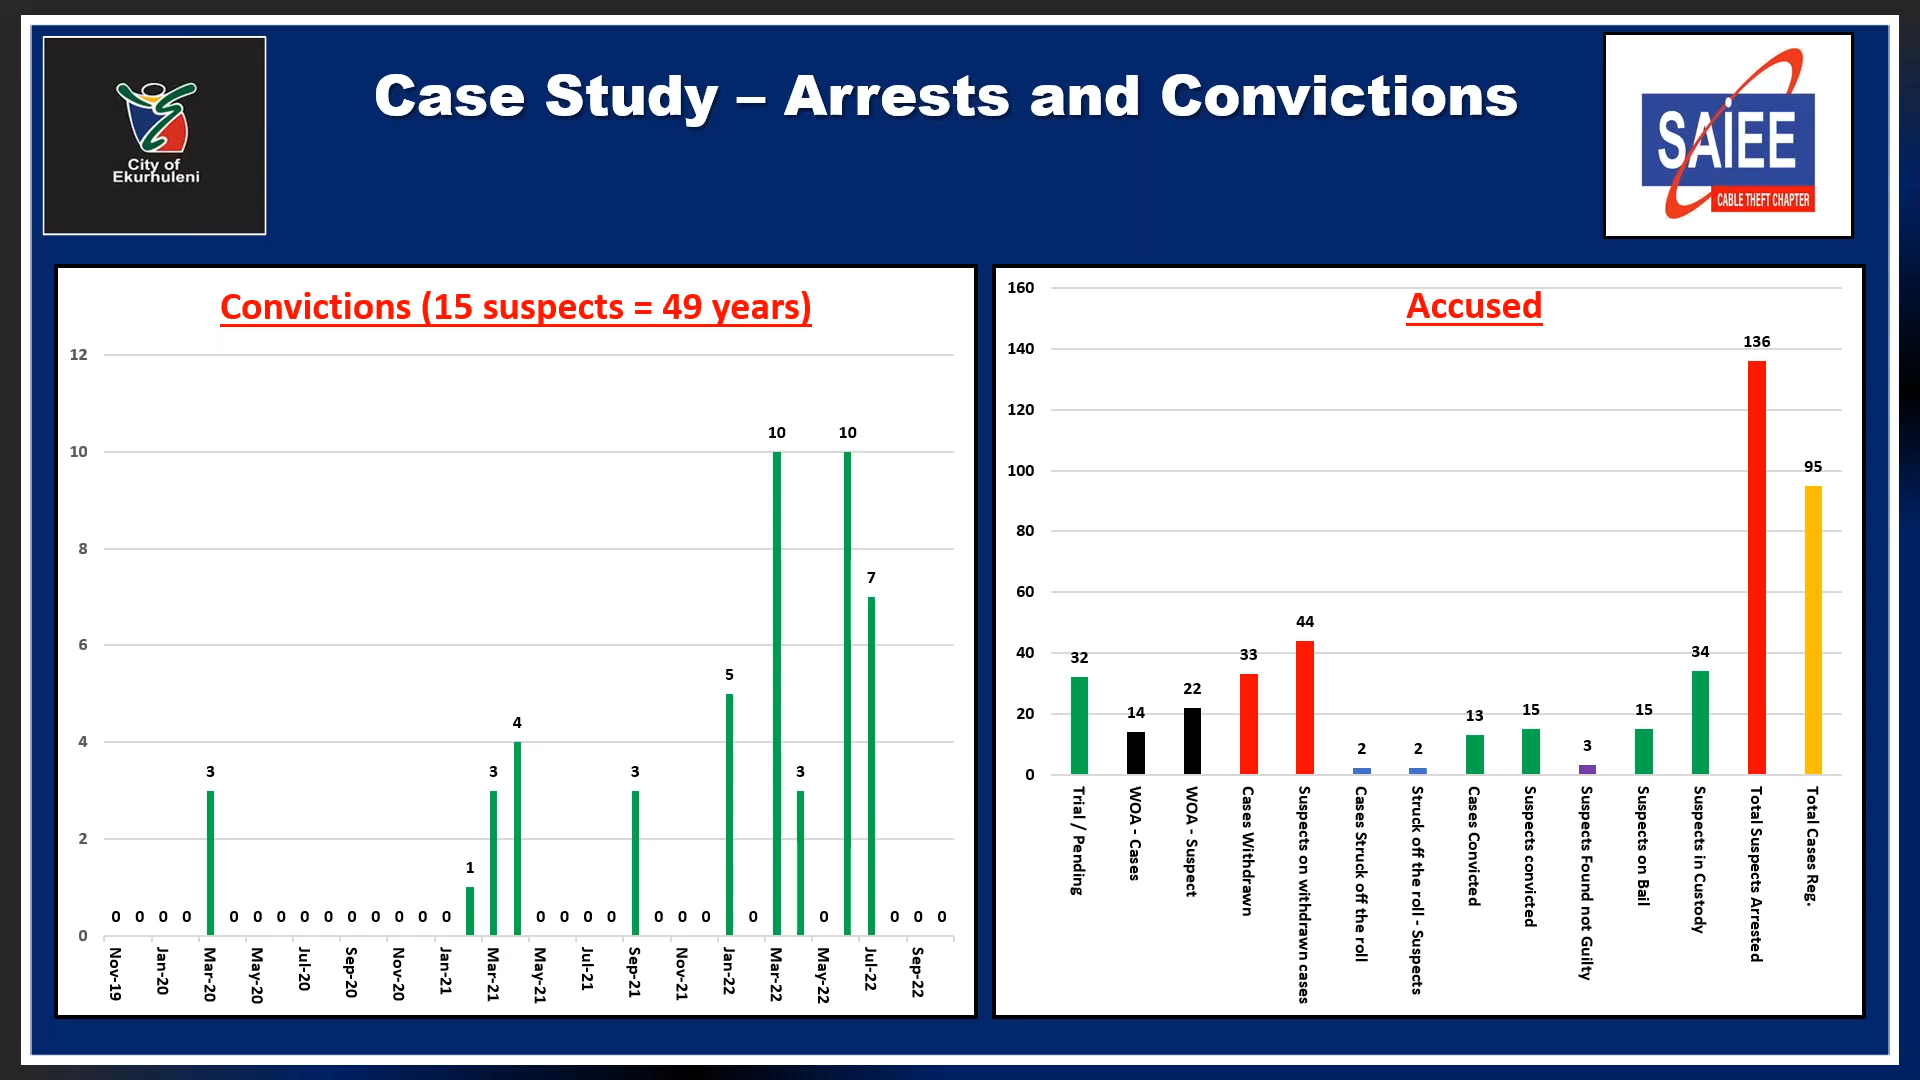 Case Study – Arrests and Convictions
City of
Ekurhuleni
SAIEE
CABLE THEFT CHAPTER
Convictions (15 suspects = 49 years)
12
10
8
6
4
2
0
0 0 0 0 3 0 0 0 0 0 0 0 0 0 0 1 3 4 0 0 0 0 3 0 0 0 5 0 10 3 0 10 7 0 0 0
Nov-19
Jan-20
Mar-20
May-20
Jul-20
Sep-20
Nov-20
Jan-21
Mar-21
May-21
Jul-21
Sep-21
Nov-21
Jan-22
Mar-22
May-22
Jul-22
Sep-22
Accused
160
140
120
100
80
60
40
20
0
32 14 22 33 44 2 2 13 15 3 15 34 136 95
Trial / Pending
WOA - Cases
WOA - Suspect
Cases Withdrawn
Suspects on withdrawn cases
Cases Struck off the roll
Struck off the roll - Suspects
Cases Convicted
Suspects convicted
Suspects Found not Guilty
Suspects on Bail
Suspects in Custody
Total Suspects Arrested
Total Cases Reg.